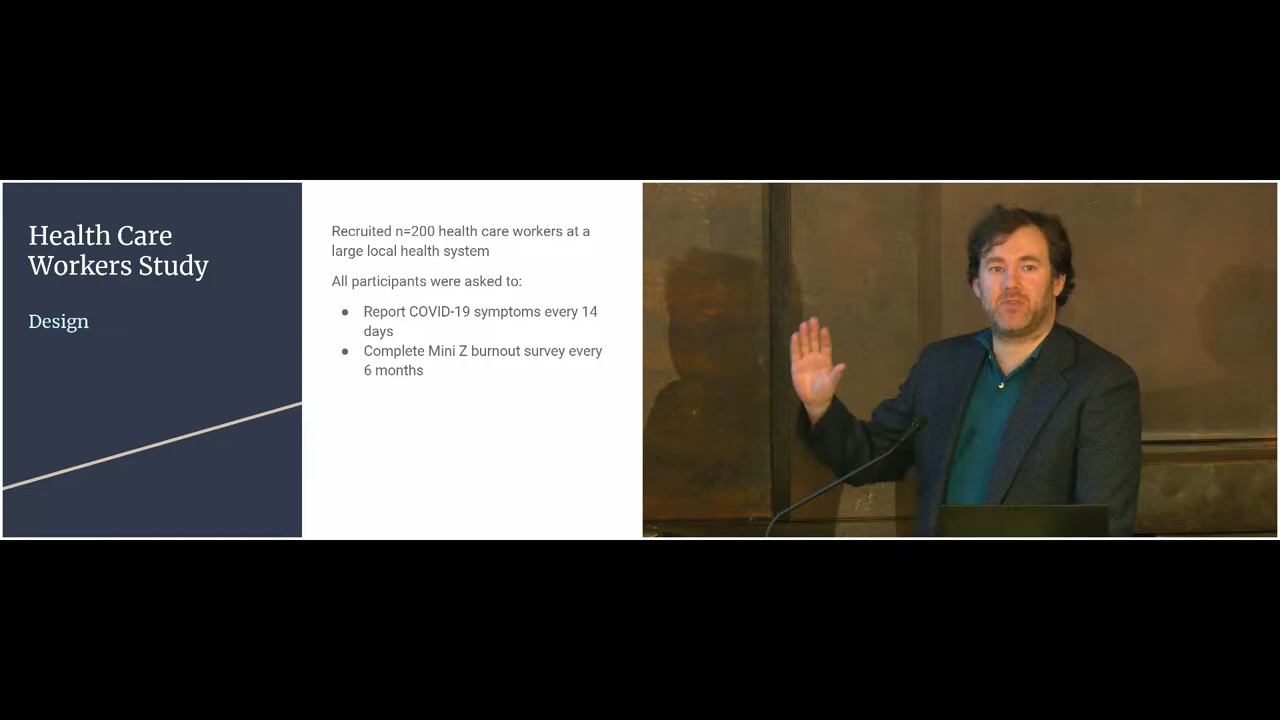 Health Care
Workers Study
Design
Recruited n=200 health care workers at a
large local health system
All participants were asked to:
● Report COVID-19 symptoms every 14
days
● Complete Mini Z burnout survey every
6 months